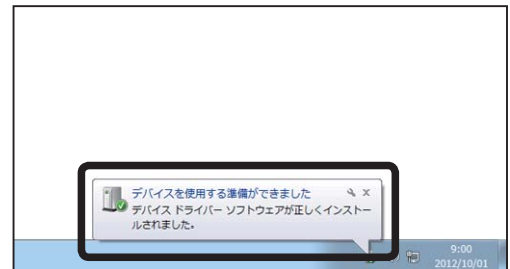 デバイスを使用する準備ができました
デバイス ドライバー ソフトウェアが正しくインストー
ルされました。
9:00
2012/10/01